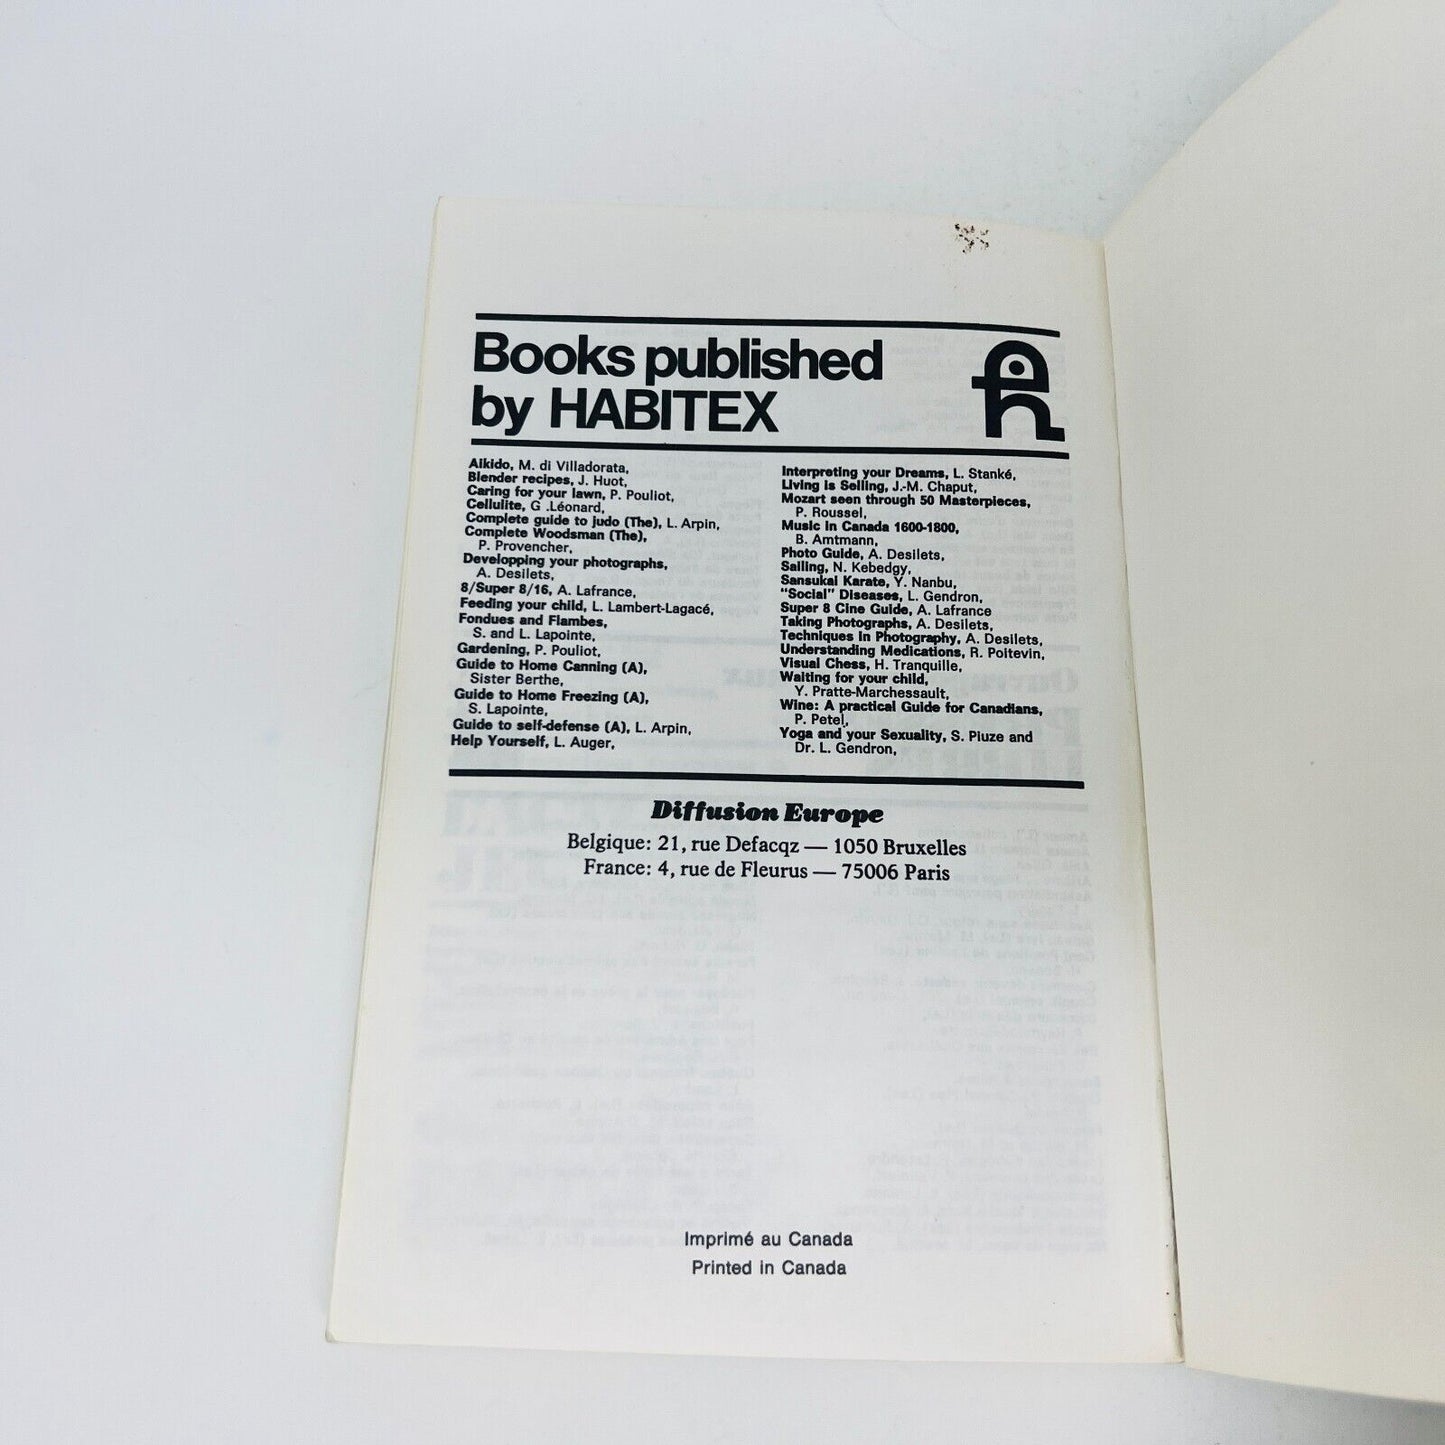 Books published
by HABITEX
Aikido, M. di Villadorata,
Blender recipes, J. Huot,
Caring for your lawn, P. Pouliot,
Cellulite, G .Léonard,
Complete guide to judo (The), L. Arpin,
Complete Woodsman (The),
P. Provencher,
Developping your photographs,
A. Desilets,
8/Super 8/16, A. Lafrance,
Feeding your child, L. Lambert-Lagacé,
Fondues and Flambes,
S. and L. Lapointe,
Gardening, P. Pouliot,
Guide to Home Canning (A),
Sister Berthe,
Guide to Home Freezing (A),
S. Lapointe,
Guide to self-defense (A), L. Arpin,
Help Yourself, L. Auger,
Interpreting your Dreams, L. Stanké,
Living is Selling, J.-M. Chaput,
Mozart seen through 50 Masterpieces,
P. Roussel,
Music in Canada 1600-1800,
B. Amtmann,
Photo Guide, A. Desilets,
Sailing, N. Kebedgy,
Sansukai Karate, Y. Nanbu,
"Social" Diseases, L. Gendron,
Super 8 Cine Guide, A. Lafrance
Taking Photographs, A. Desilets,
Techniques in Photography, A. Desilets,
Understanding Medications, R. Poitevin,
Visual Chess, H. Tranquille,
Waiting for your child,
Y. Pratte-Marchessault,
Wine: A practical Guide for Canadians,
P. Petel,
Yoga and your Sexuality, S. Piuze and
Dr. L. Gendron,
Diffusion Europe
Belgique: 21, rue Defacqz — 1050 Bruxelles
France: 4, rue de Fleurus — 75006 Paris
Imprimé au Canada
Printed in Canada